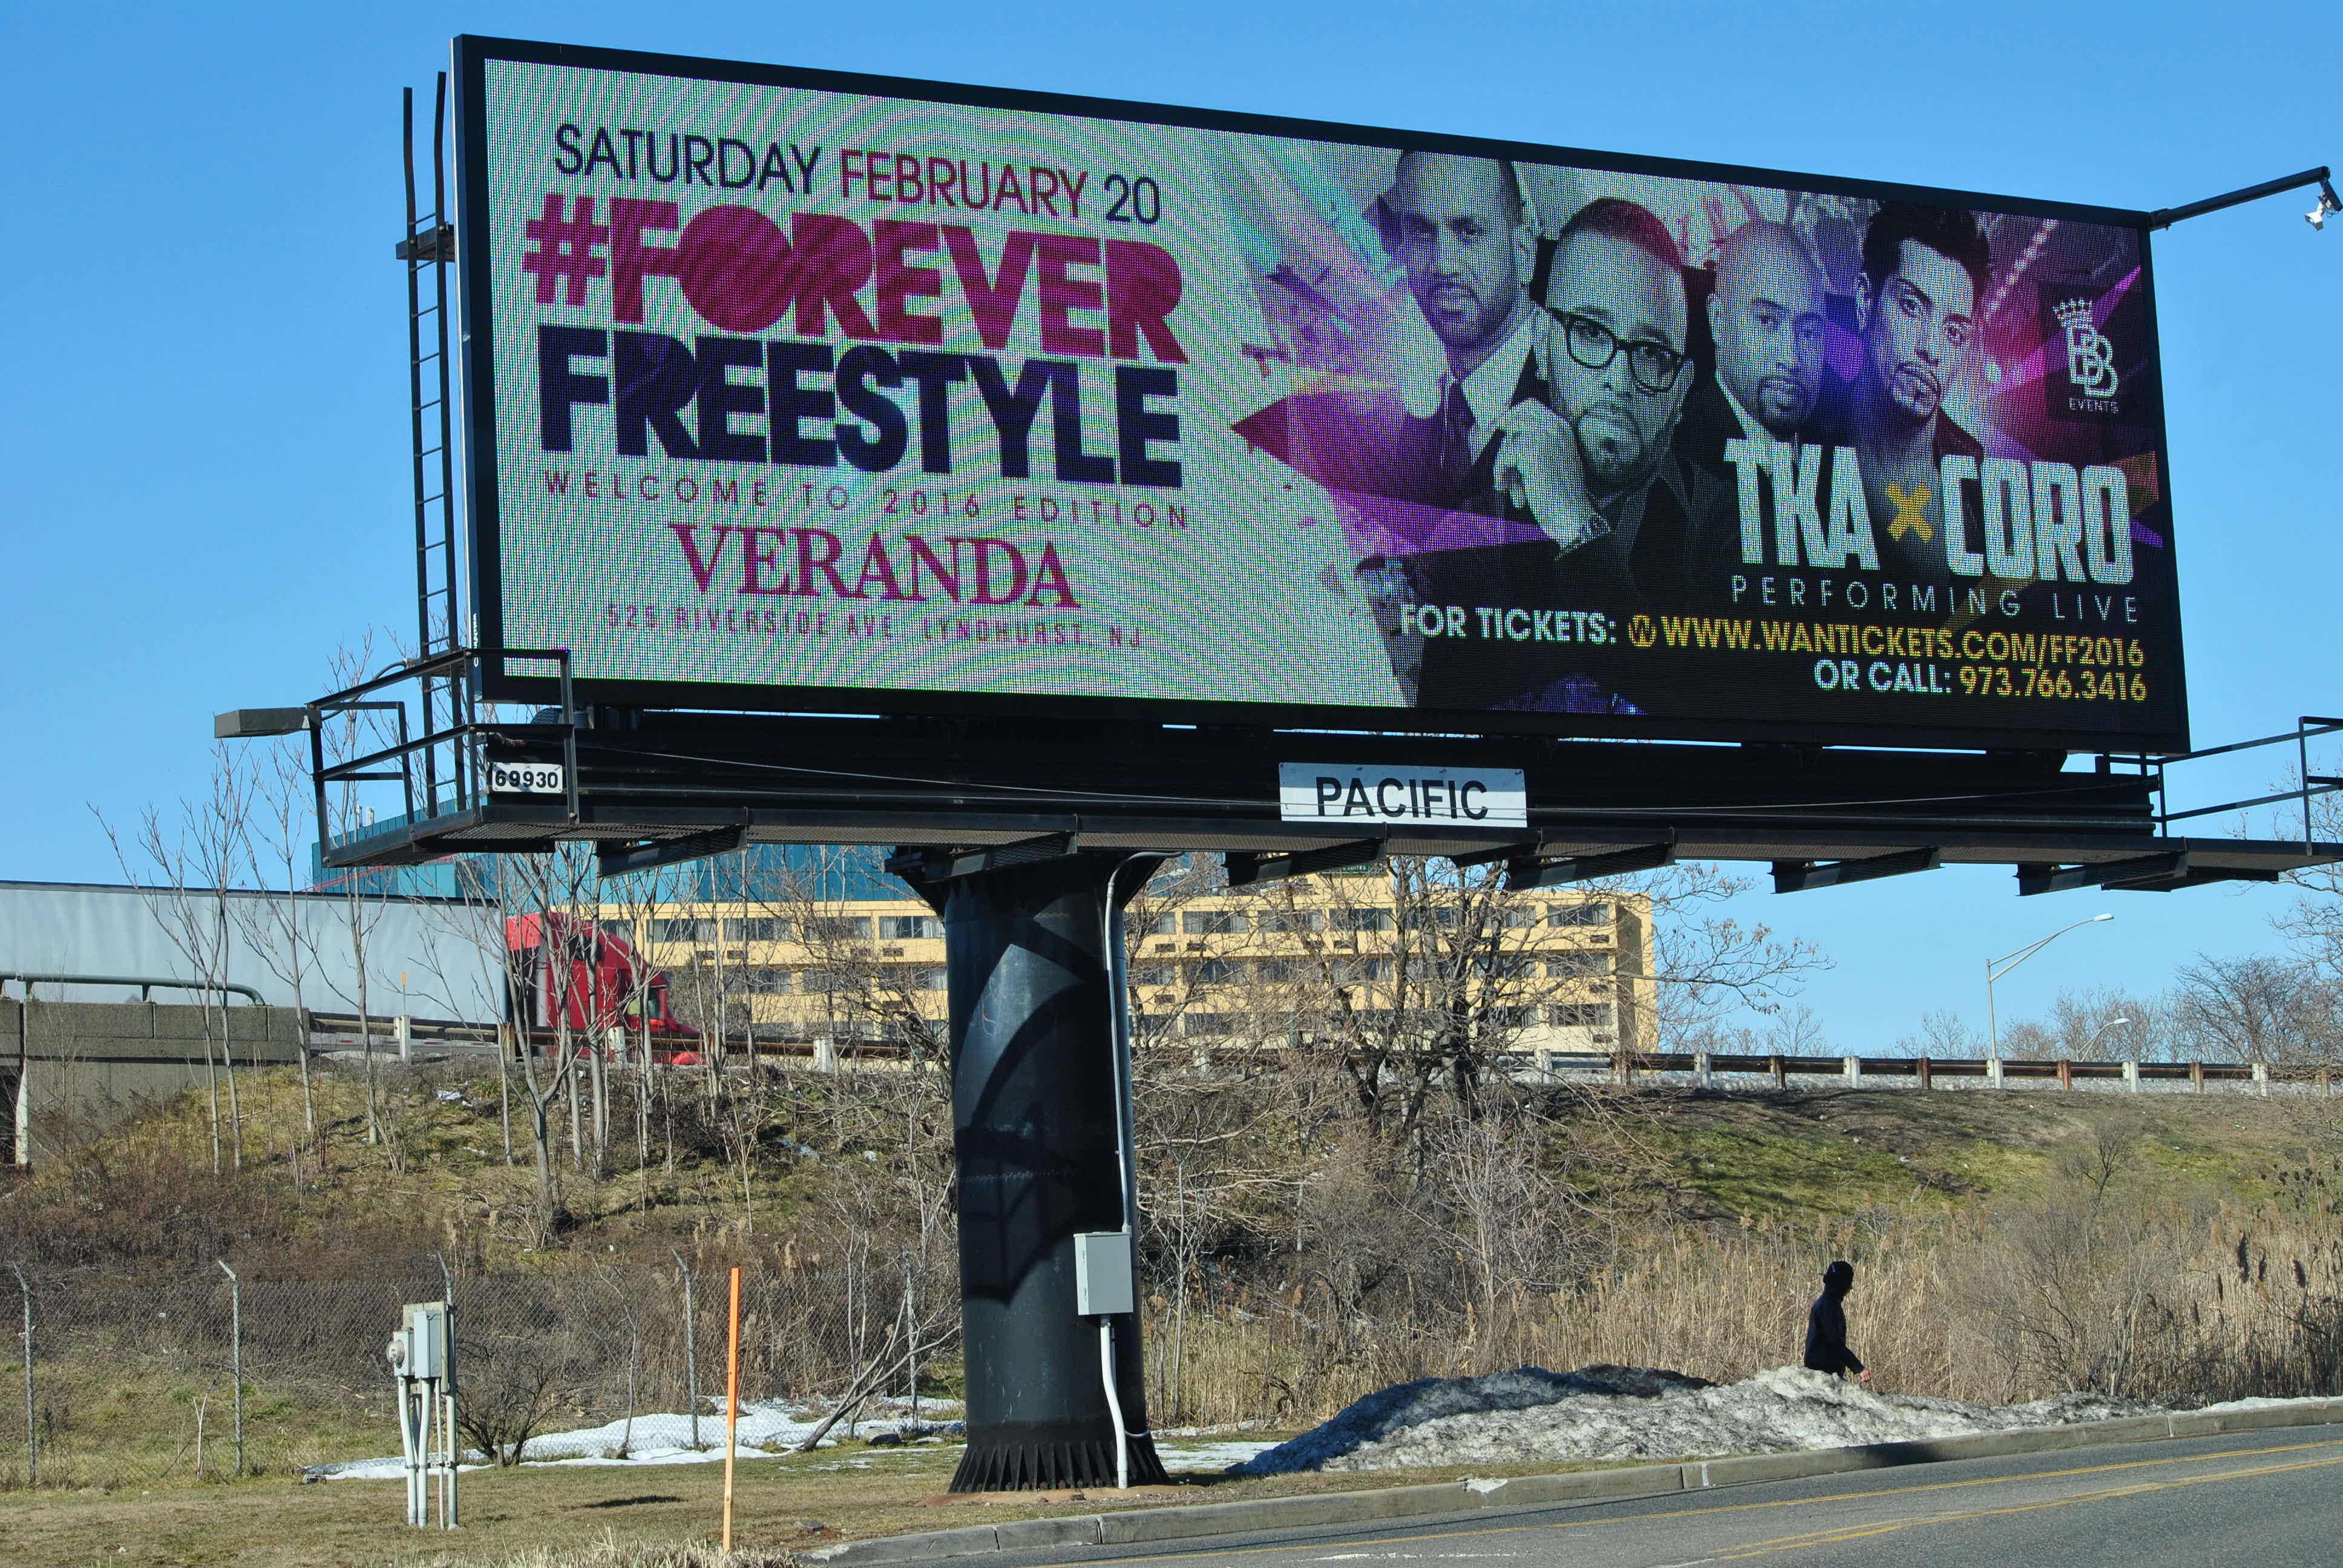 SATURDAY FEBRUARY 20
#FOREVER
FREESTYLE
WELCOME TO 2016 EDITION
VERANDA
525 RIVERSIDE AVE LYNDHURST, NJ
BB
EVENTS
TKA X CORO
PERFORMING LIVE
FOR TICKETS: W WWW.WANTICKETS.COM/FF2016
OR CALL: 973.766.3416
69930
PACIFIC